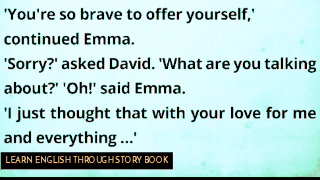 'You're so brave to offer yourself,'
continued Emma.
'Sorry?' asked David. 'What are you talking
about?' 'Oh!' said Emma.
'I just thought that with your love for me
and everything ...'
LEARN ENGLISH THROUGH STORY BOOK